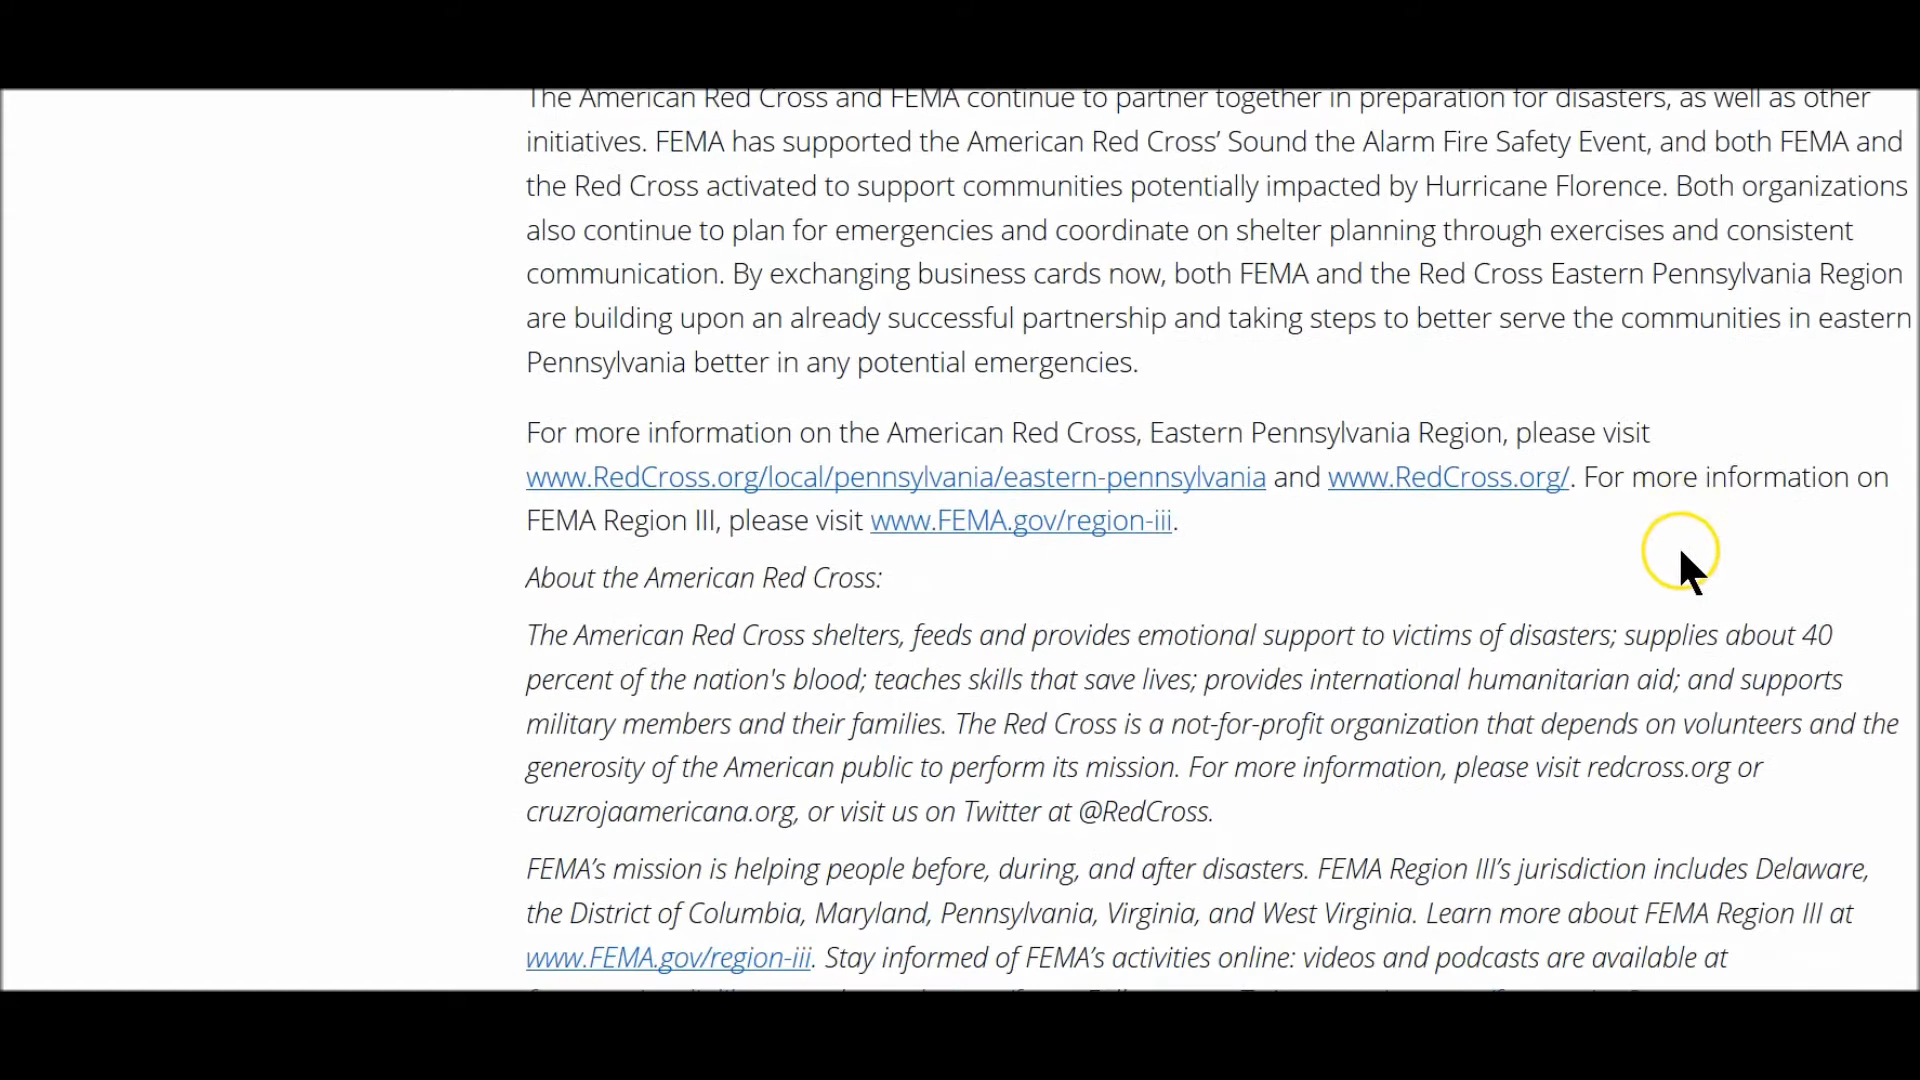 The American Red Cross and FEMA continue to partner together in preparation for disasters, as well as other
initiatives. FEMA has supported the American Red Cross’ Sound the Alarm Fire Safety Event, and both FEMA and
the Red Cross activated to support communities potentially impacted by Hurricane Florence. Both organizations
also continue to plan for emergencies and coordinate on shelter planning through exercises and consistent
communication. By exchanging business cards now, both FEMA and the Red Cross Eastern Pennsylvania Region
are building upon an already successful partnership and taking steps to better serve the communities in eastern
Pennsylvania better in any potential emergencies.
For more information on the American Red Cross, Eastern Pennsylvania Region, please visit
www.RedCross.org/local/pennsylvania/eastern-pennsylvania and www.RedCross.org/. For more information on
FEMA Region III, please visit www.FEMA.gov/region-iii.
About the American Red Cross:
The American Red Cross shelters, feeds and provides emotional support to victims of disasters; supplies about 40
percent of the nation's blood; teaches skills that save lives; provides international humanitarian aid; and supports
military members and their families. The Red Cross is a not-for-profit organization that depends on volunteers and the
generosity of the American public to perform its mission. For more information, please visit redcross.org or
cruzrojaamericana.org, or visit us on Twitter at @RedCross.
FEMA’s mission is helping people before, during, and after disasters. FEMA Region III’s jurisdiction includes Delaware,
the District of Columbia, Maryland, Pennsylvania, Virginia, and West Virginia. Learn more about FEMA Region III at
www.FEMA.gov/region-iii. Stay informed of FEMA’s activities online: videos and podcasts are available at